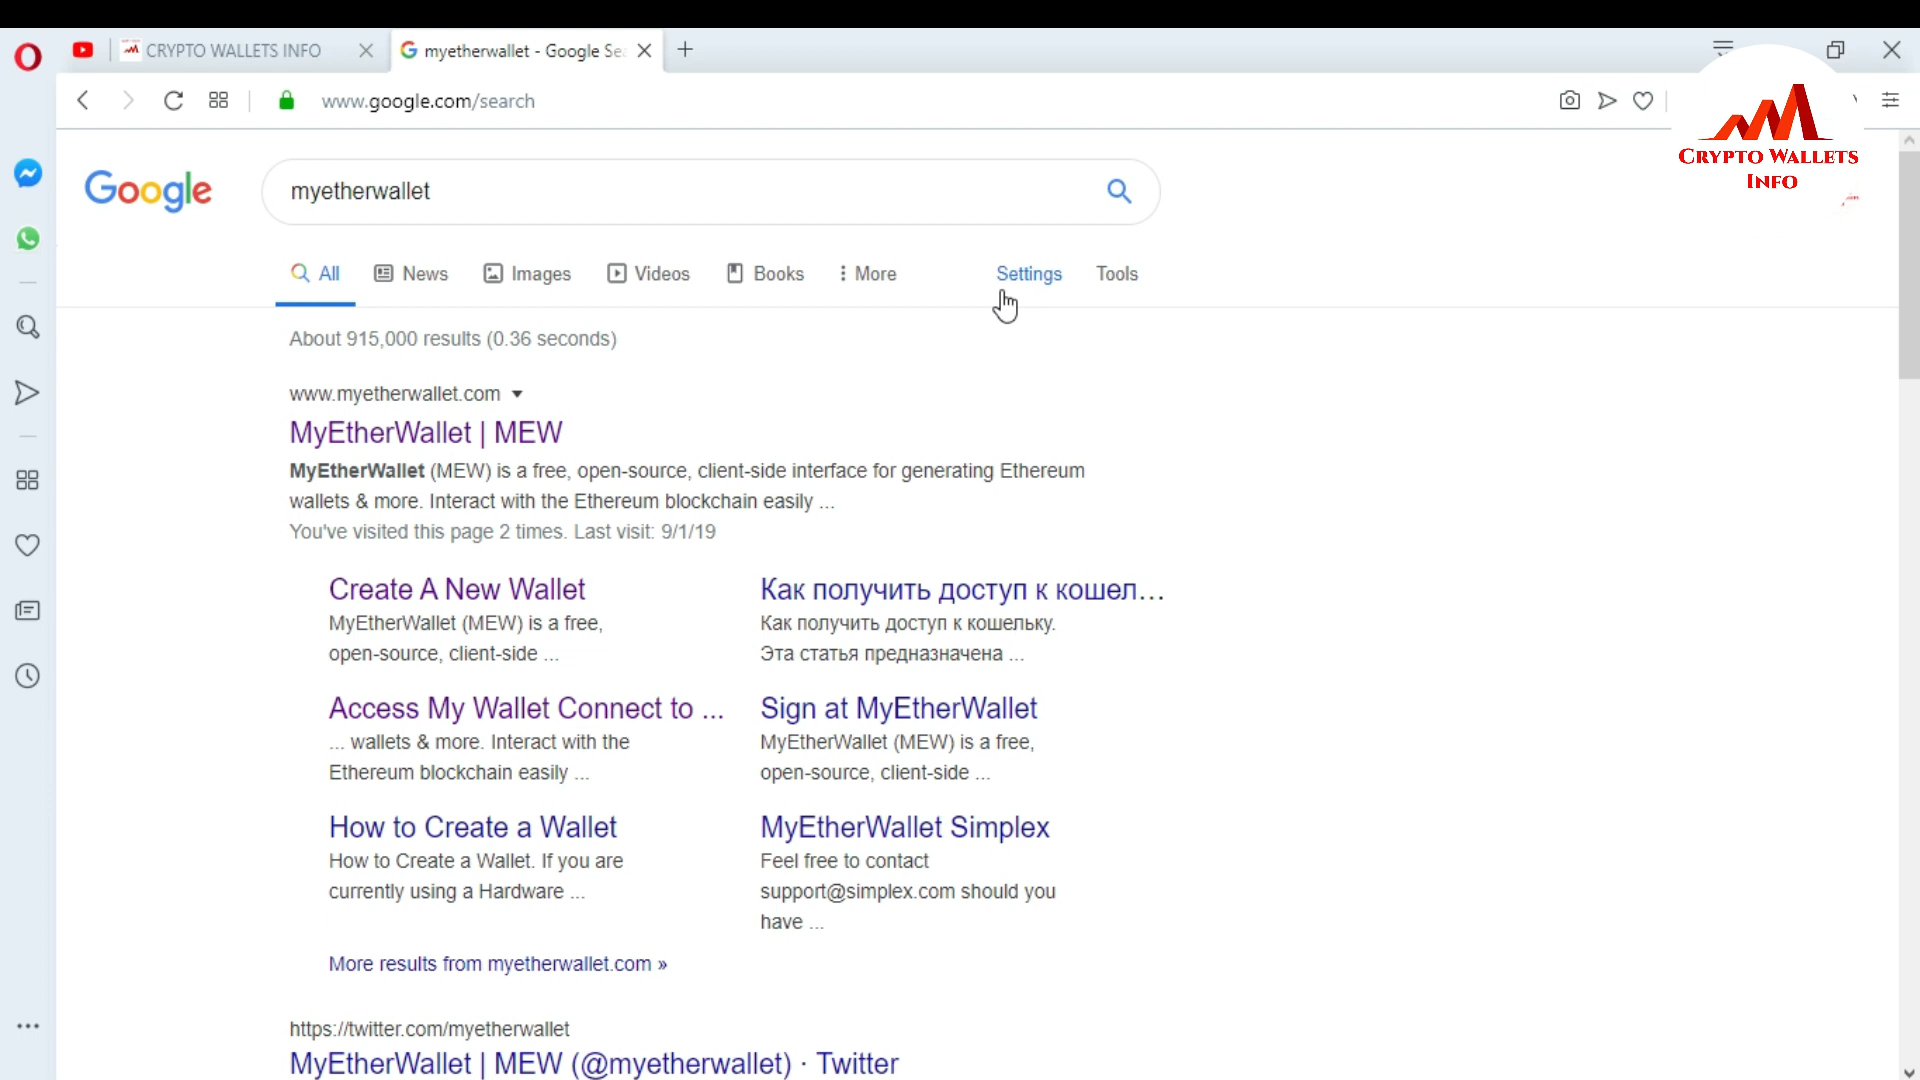 CRYPTO WALLETS INFO
myetherwallet - Google Se
www.google.com/search
CRYPTO WALLETS
INFO
Google
myetherwallet
All News Images Videos Books More Settings Tools
About 915,000 results (0.36 seconds)
www.myetherwallet.com
MyEtherWallet | MEW
MyEtherWallet (MEW) is a free, open-source, client-side interface for generating Ethereum
wallets & more. Interact with the Ethereum blockchain easily ...
You've visited this page 2 times. Last visit: 9/1/19
Create A New Wallet
MyEtherWallet (MEW) is a free,
open-source, client-side ...
Как получить доступ к кошел...
Как получить доступ к кошельку.
Эта статья предназначена ...
Access My Wallet Connect to ...
... wallets & more. Interact with the
Ethereum blockchain easily ...
Sign at MyEtherWallet
MyEtherWallet (MEW) is a free,
open-source, client-side ...
How to Create a Wallet
How to Create a Wallet. If you are
currently using a Hardware ...
MyEtherWallet Simplex
Feel free to contact
support@simplex.com should you
have ...
More results from myetherwallet.com »
https://twitter.com/myetherwallet
MyEtherWallet | MEW (@myetherwallet) · Twitter